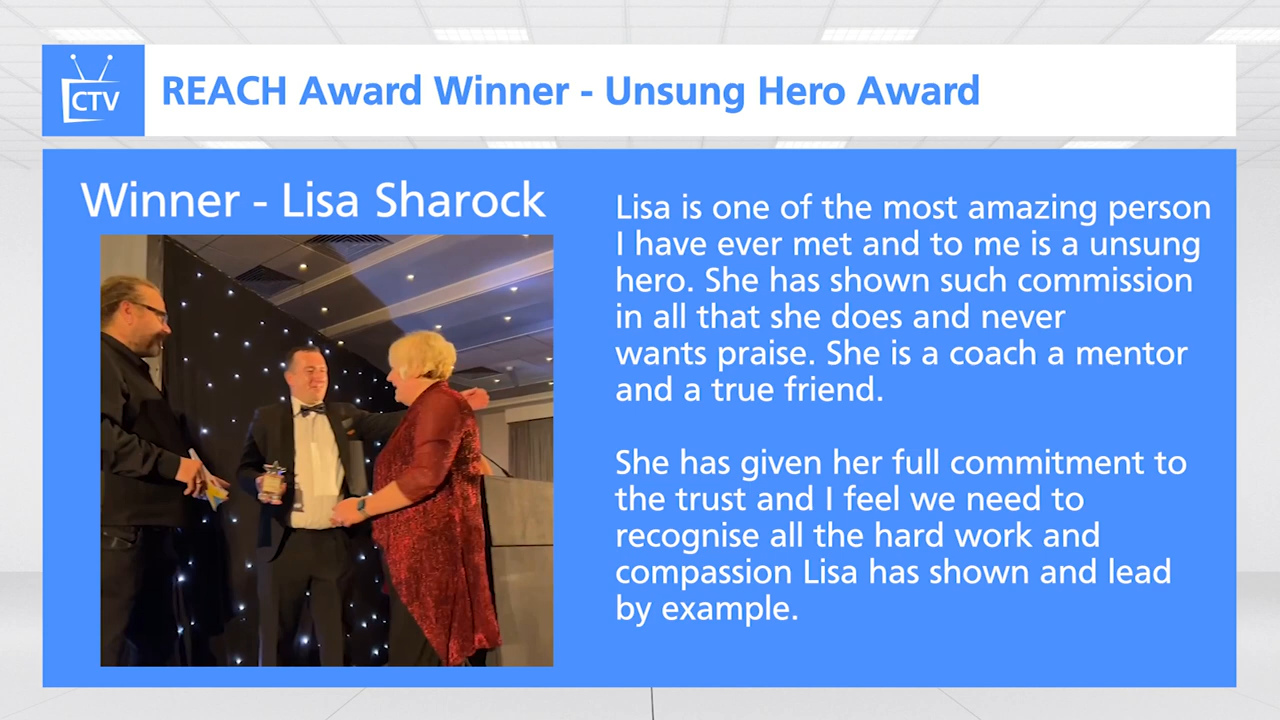 CTV
REACH Award Winner - Unsung Hero Award
Winner - Lisa Sharock
Lisa is one of the most amazing person
I have ever met and to me is a unsung
hero. She has shown such commission
in all that she does and never
wants praise. She is a coach a mentor
and a true friend.
She has given her full commitment to
the trust and I feel we need to
recognise all the hard work and
compassion Lisa has shown and lead
by example.